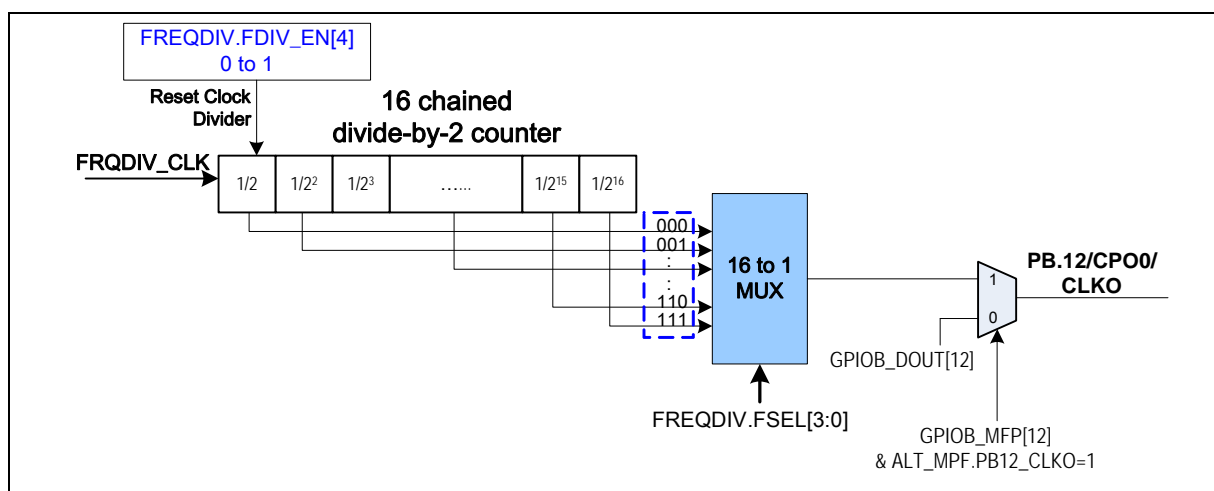 FREQDIV.FDIV_EN[4]
0 to 1
Reset Clock
Divider
16 chained
divide-by-2 counter
FRQDIV_CLK
1/2
1/2²
1/2³
…...
1/2¹⁵
1/2¹⁶
000
001
:
:
110
111
16 to 1
MUX
PB.12/CPO0/
CLKO
1
0
GPIOB_DOUT[12]
FREQDIV.FSEL[3:0]
GPIOB_MFP[12]
& ALT_MPF.PB12_CLKO=1